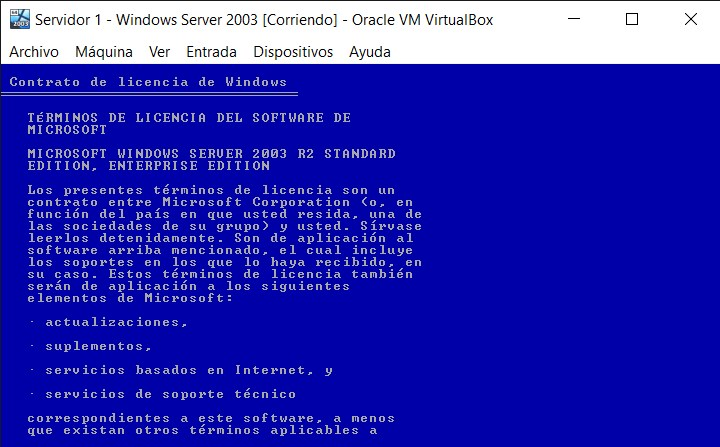 Servidor 1 - Windows Server 2003 [Corriendo] - Oracle VM VirtualBox
Archivo Máquina Ver Entrada Dispositivos Ayuda
Contrato de licencia de Windows
TéRMINOS DE LICENCIA DEL SOFTWARE DE
MICROSOFT
MICROSOFT WINDOWS SERVER 2003 R2 STANDARD
EDITION, ENTERPRISE EDITION
Los presentes términos de licencia son un
contrato entre Microsoft Corporation (o, en
función del país en que usted resida, una de
las sociedades de su grupo) y usted. Sírvase
leerlos detenidamente. Son de aplicación al
software arriba mencionado, el cual incluye
los soportes en los que lo haya recibido, en
su caso. Estos términos de licencia también
serán de aplicación a los siguientes
elementos de Microsoft:
· actualizaciones,
· suplementos,
· servicios basados en Internet, y
· servicios de soporte técnico
correspondientes a este software, a menos
que existan otros términos aplicables a